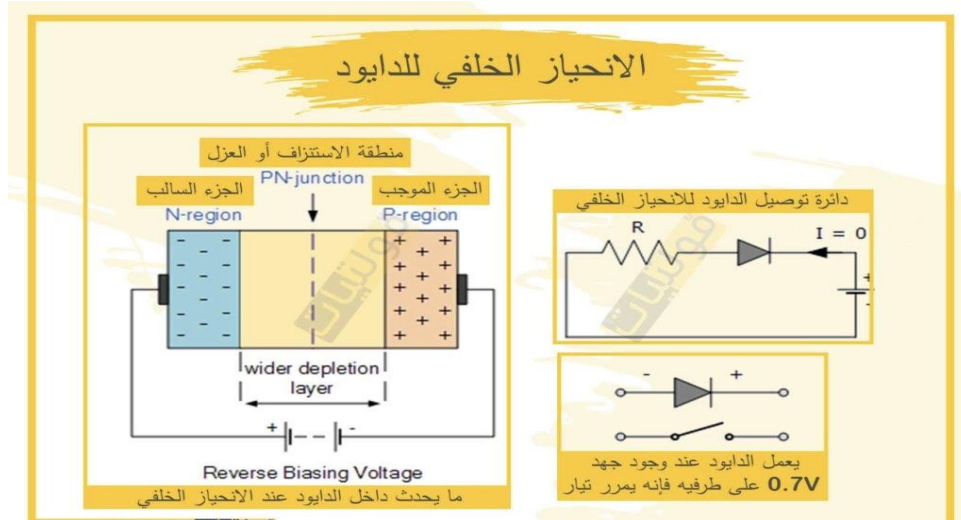 الانحياز الخلفي للدايود
منطقة الاستنزاف أو العزل
PN-junction
الجزء السالب
الجزء الموجب
N-region
P-region
wider depletion
layer
+ -
Reverse Biasing Voltage
ما يحدث داخل الدايود عند الانحياز الخلفي
دائرة توصيل الدايود للانحياز الخلفي
R
I = 0
+
-
- +
يعمل الدايود عند وجود جهد
0.7V على طرفيه فإنه يمرر تيار
فولتيات